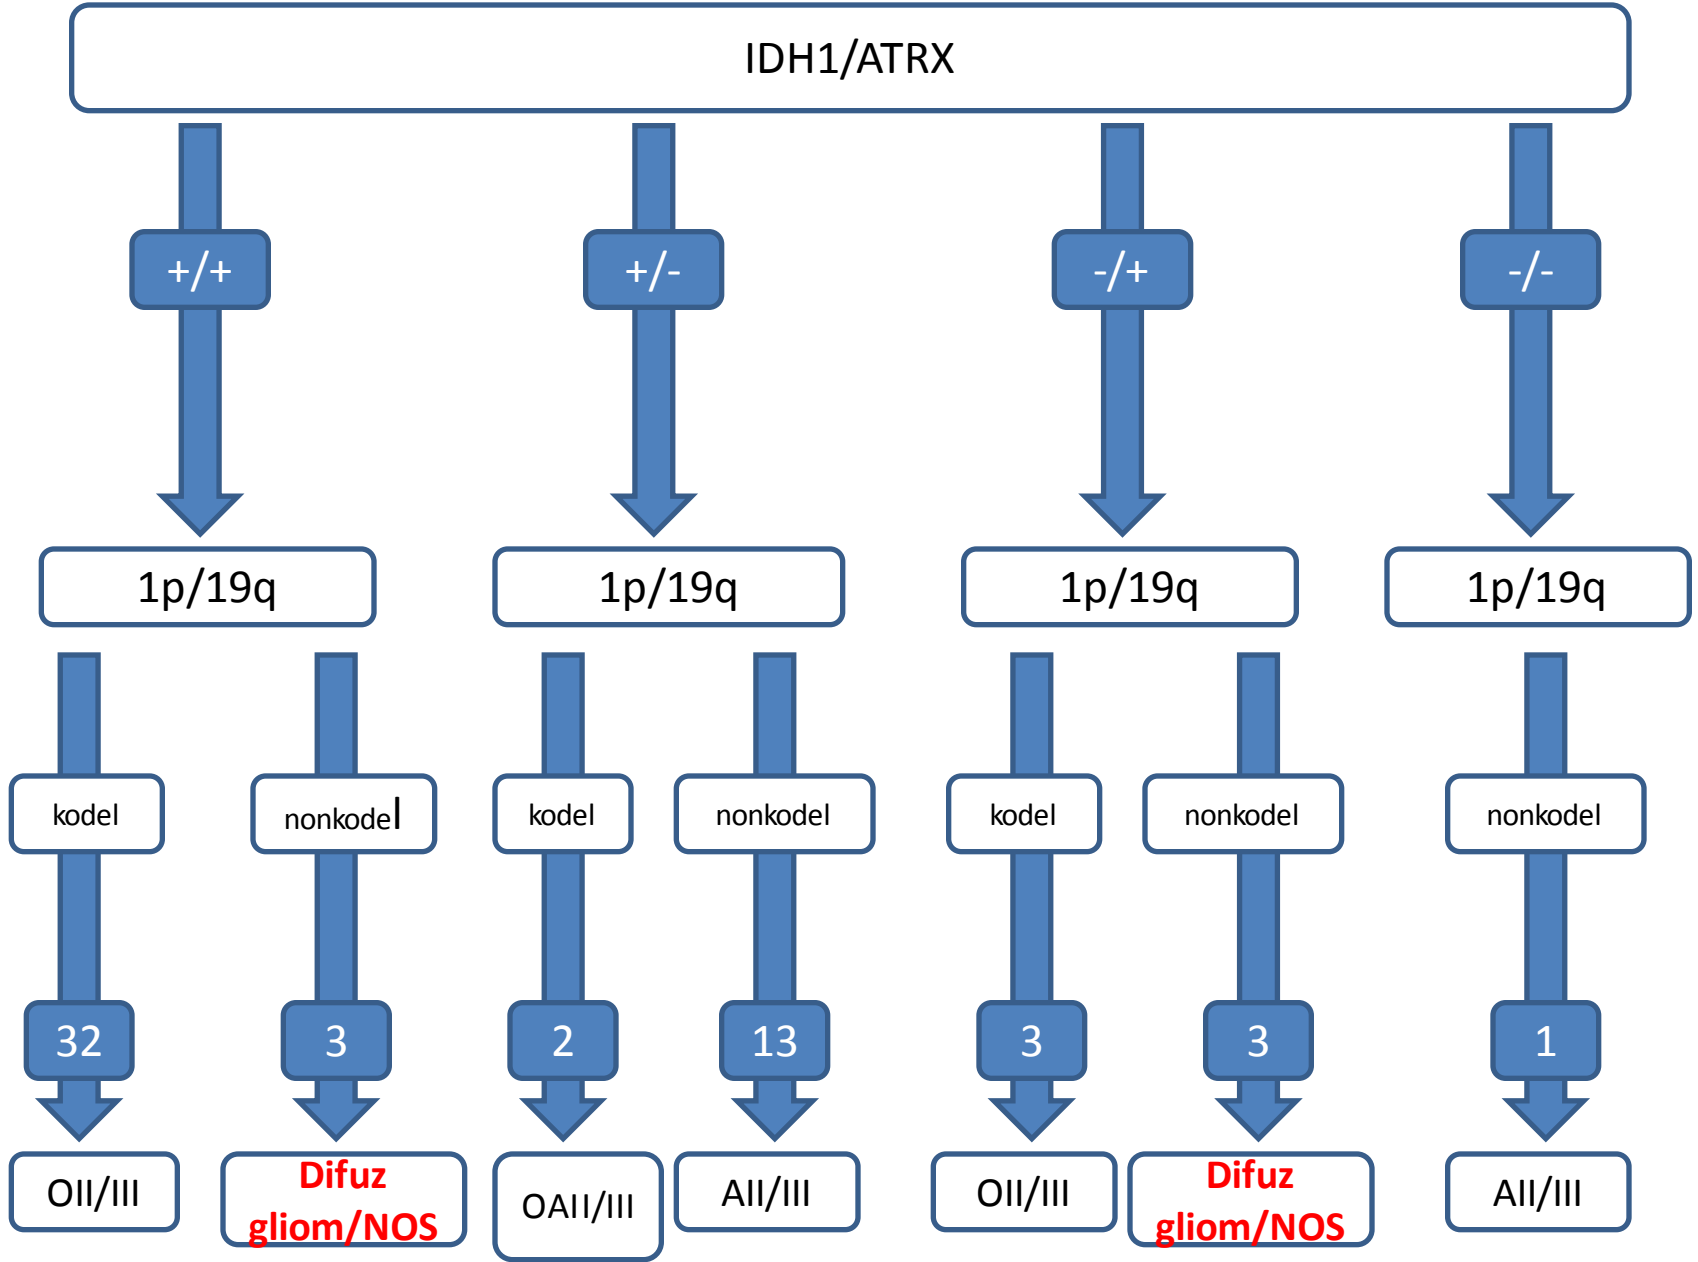 IDH1/ATRX
+/+
+/-
-/+
-/-
1p/19q
1p/19q
1p/19q
1p/19q
kodel
nonkodel
kodel
nonkodel
kodel
nonkodel
nonkodel
32
3
2
13
3
3
1
OII/III
Difuz
gliom/NOS
OAII/III
AII/III
OII/III
Difuz
gliom/NOS
AII/III